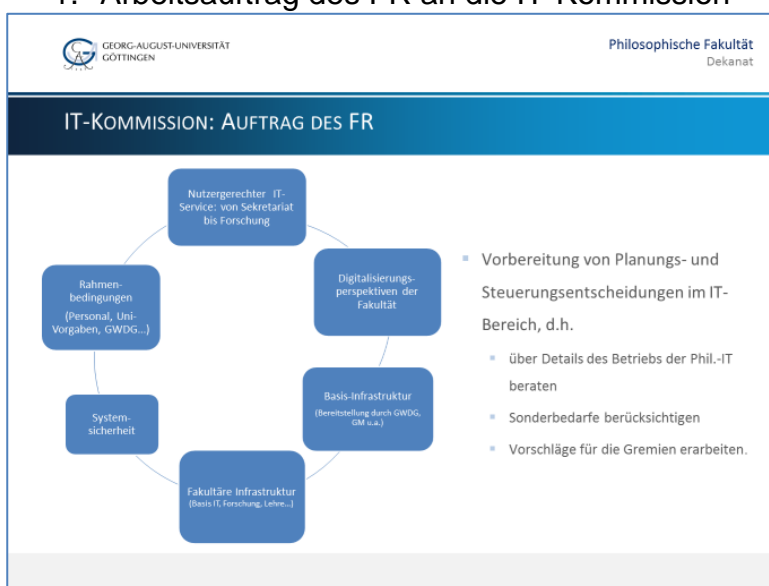 1. Arbeitsauftrag des FR an die IT-Kommission
GEORG-AUGUST-UNIVERSITÄT
GÖTTINGEN
Philosophische Fakultät
Dekanat
IT-KOMMISSION: AUFTRAG DES FR
Nutzergerechter IT-
Service: von Sekretariat
bis Forschung
Digitalisierungs-
perspektiven der
Fakultät
Basis-Infrastruktur
(Bereitstellung durch GWDG,
GM u.a.)
Fakultäre Infrastruktur
(Basis IT, Forschung, Lehre...)
System-
sicherheit
Rahmen-
bedingungen
(Personal, Uni-
Vorgaben, GWDG...)
▪ Vorbereitung von Planungs- und
Steuerungsentscheidungen im IT-
Bereich, d.h.
▪ über Details des Betriebs der Phil.-IT
beraten
▪ Sonderbedarfe berücksichtigen
▪ Vorschläge für die Gremien erarbeiten.